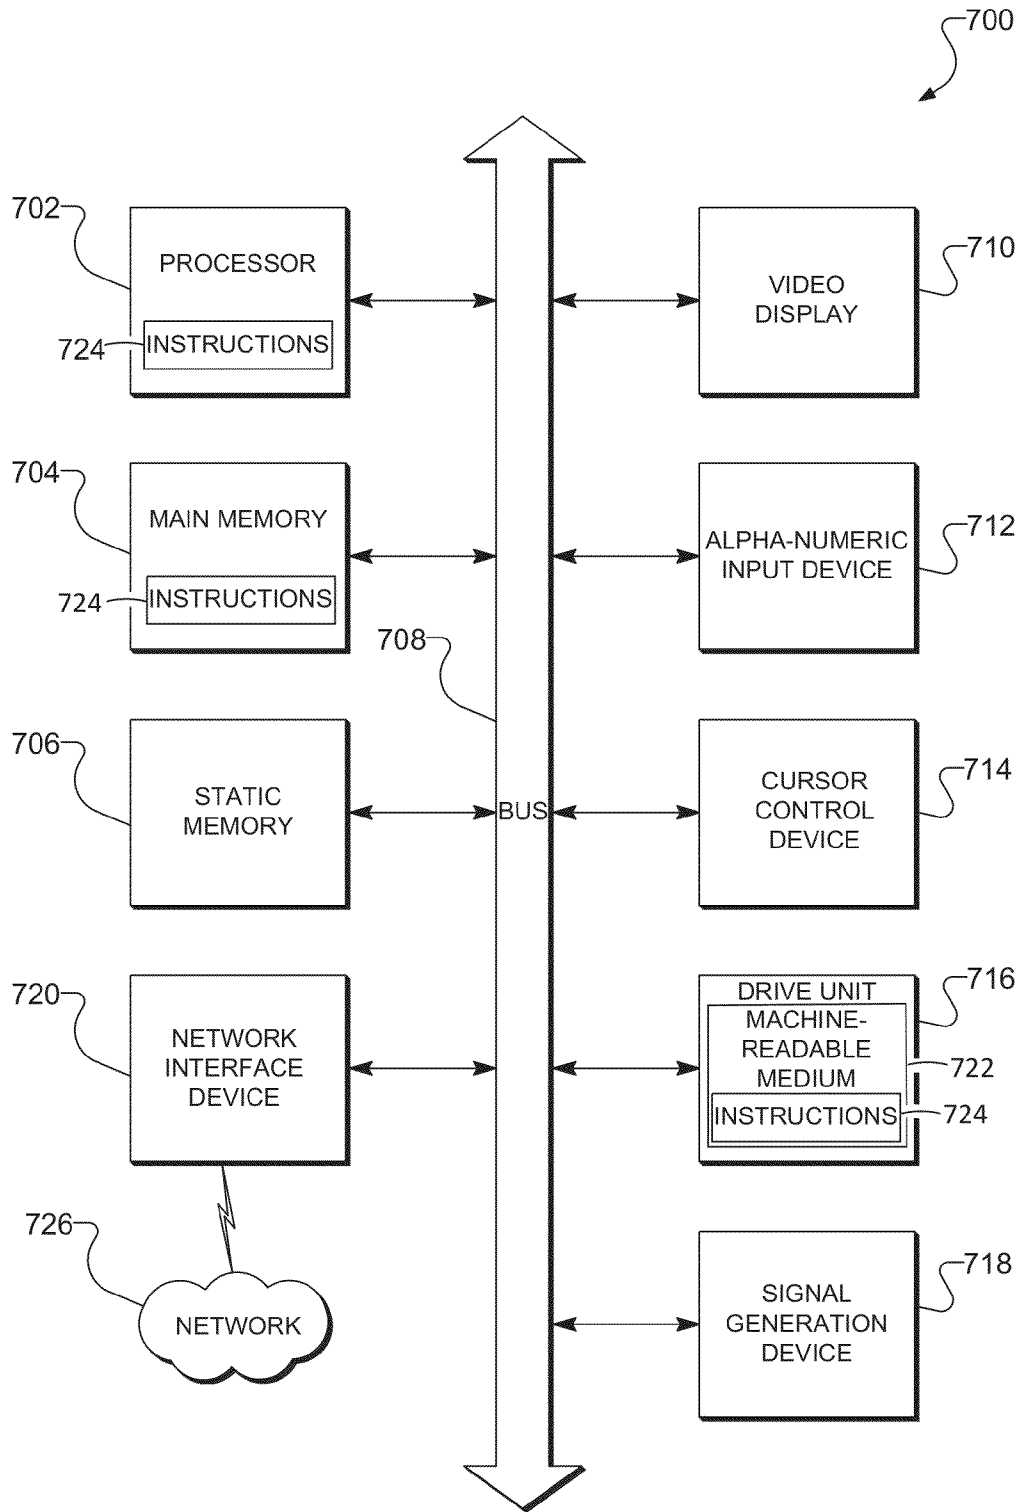 700
702
PROCESSOR
724
INSTRUCTIONS
710
VIDEO
DISPLAY
704
MAIN MEMORY
724
INSTRUCTIONS
712
ALPHA-NUMERIC
INPUT DEVICE
708
706
STATIC
MEMORY
BUS
714
CURSOR
CONTROL
DEVICE
720
NETWORK
INTERFACE
DEVICE
716
DRIVE UNIT
MACHINE-
READABLE
MEDIUM
722
INSTRUCTIONS
724
726
NETWORK
718
SIGNAL
GENERATION
DEVICE